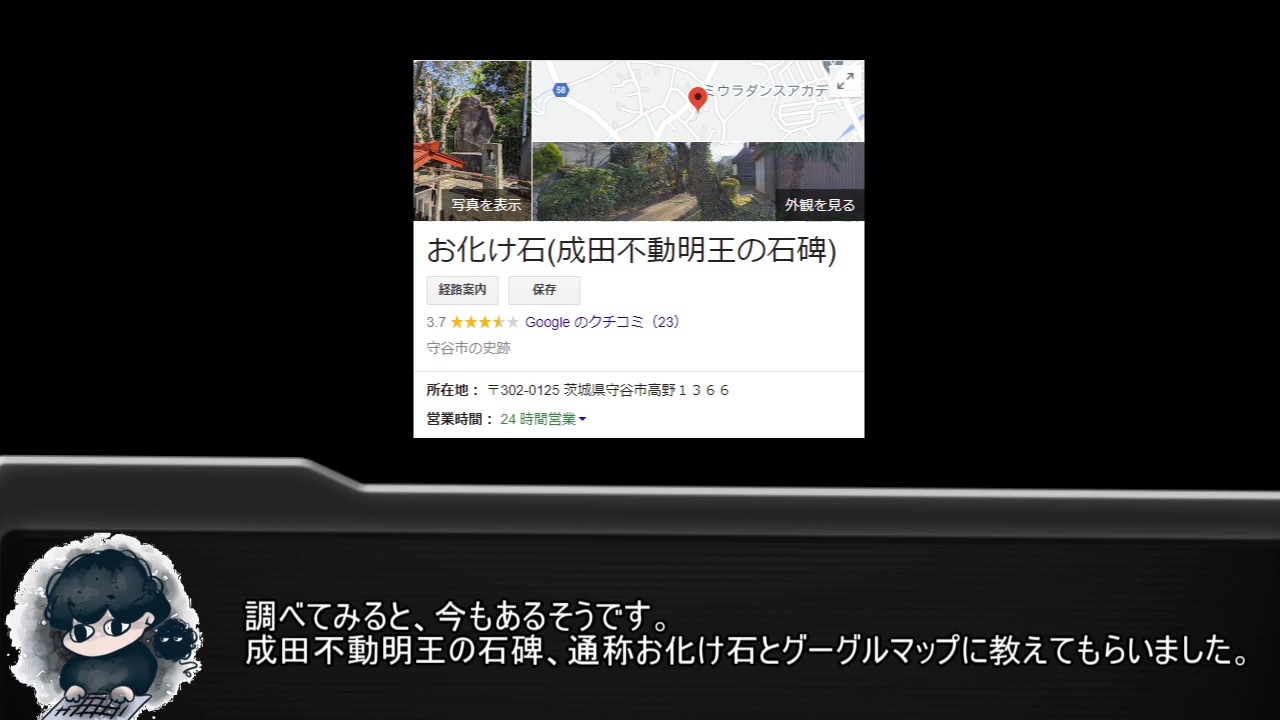 58
ミウラダンスアカデ
写真を表示
外観を見る
お化け石(成田不動明王の石碑)
経路案内
保存
3.7 ★★★★★ Google のクチコミ（23）
守谷市の史跡
所在地： 〒302-0125 茨城県守谷市高野１３６６
営業時間： 24 時間営業
調べてみると、今もあるそうです。
成田不動明王の石碑、通称お化け石とグーグルマップに教えてもらいました。